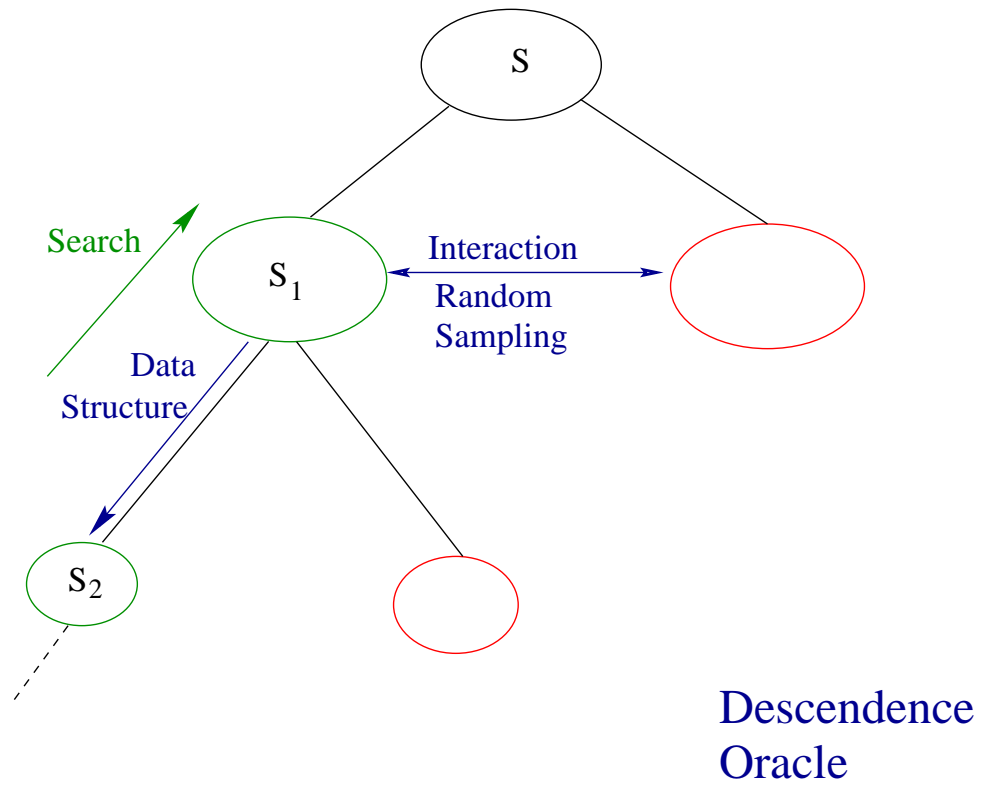 S
Search
S₁
Interaction
Random
Sampling
Data
Structure
S₂
Descendence
Oracle